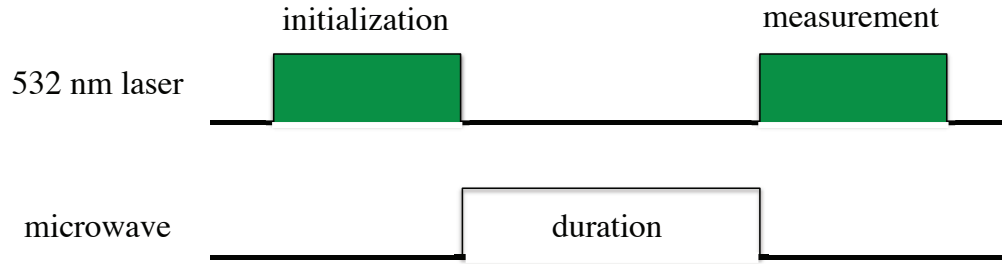 initialization
measurement
532 nm laser
microwave
duration